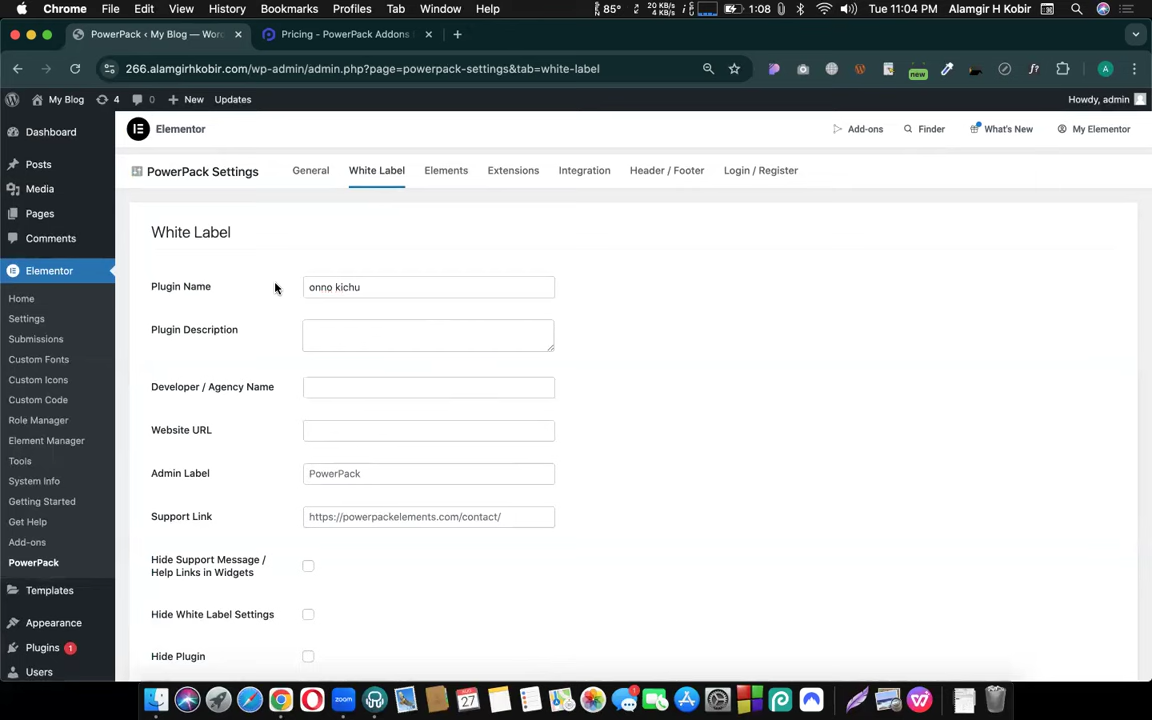 Chrome File Edit View History Bookmarks Profiles Tab Window Help 85° 20 KB/s 4 KB/s 1:08 Tue 11:04 PM Alamgir H Kobir
PowerPack ‹ My Blog — Wor Pricing - PowerPack Addons
266.alamgirhkobir.com/wp-admin/admin.php?page=powerpack-settings&tab=white-label new A
My Blog 4 0 New Updates Howdy, admin
Dashboard
Posts
Media
Pages
Comments
Elementor
Home
Settings
Submissions
Custom Fonts
Custom Icons
Custom Code
Role Manager
Element Manager
Tools
System Info
Getting Started
Get Help
Add-ons
PowerPack
Templates
Appearance
Plugins 1
Users
Elementor Add-ons Finder What's New My Elementor
PowerPack Settings General White Label Elements Extensions Integration Header / Footer Login / Register
White Label
Plugin Name onno kichu
Plugin Description
Developer / Agency Name
Website URL
Admin Label PowerPack
Support Link https://powerpackelements.com/contact/
Hide Support Message /
Help Links in Widgets
Hide White Label Settings
Hide Plugin
zoom 27